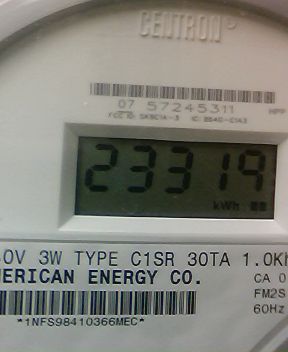 CENTRON
07 57245311
23319
kWh
3W TYPE C1SR 30TA 1.0K
ERICAN ENERGY CO.
CA 0
FM2S
60Hz
*1NFS98410366MEC*